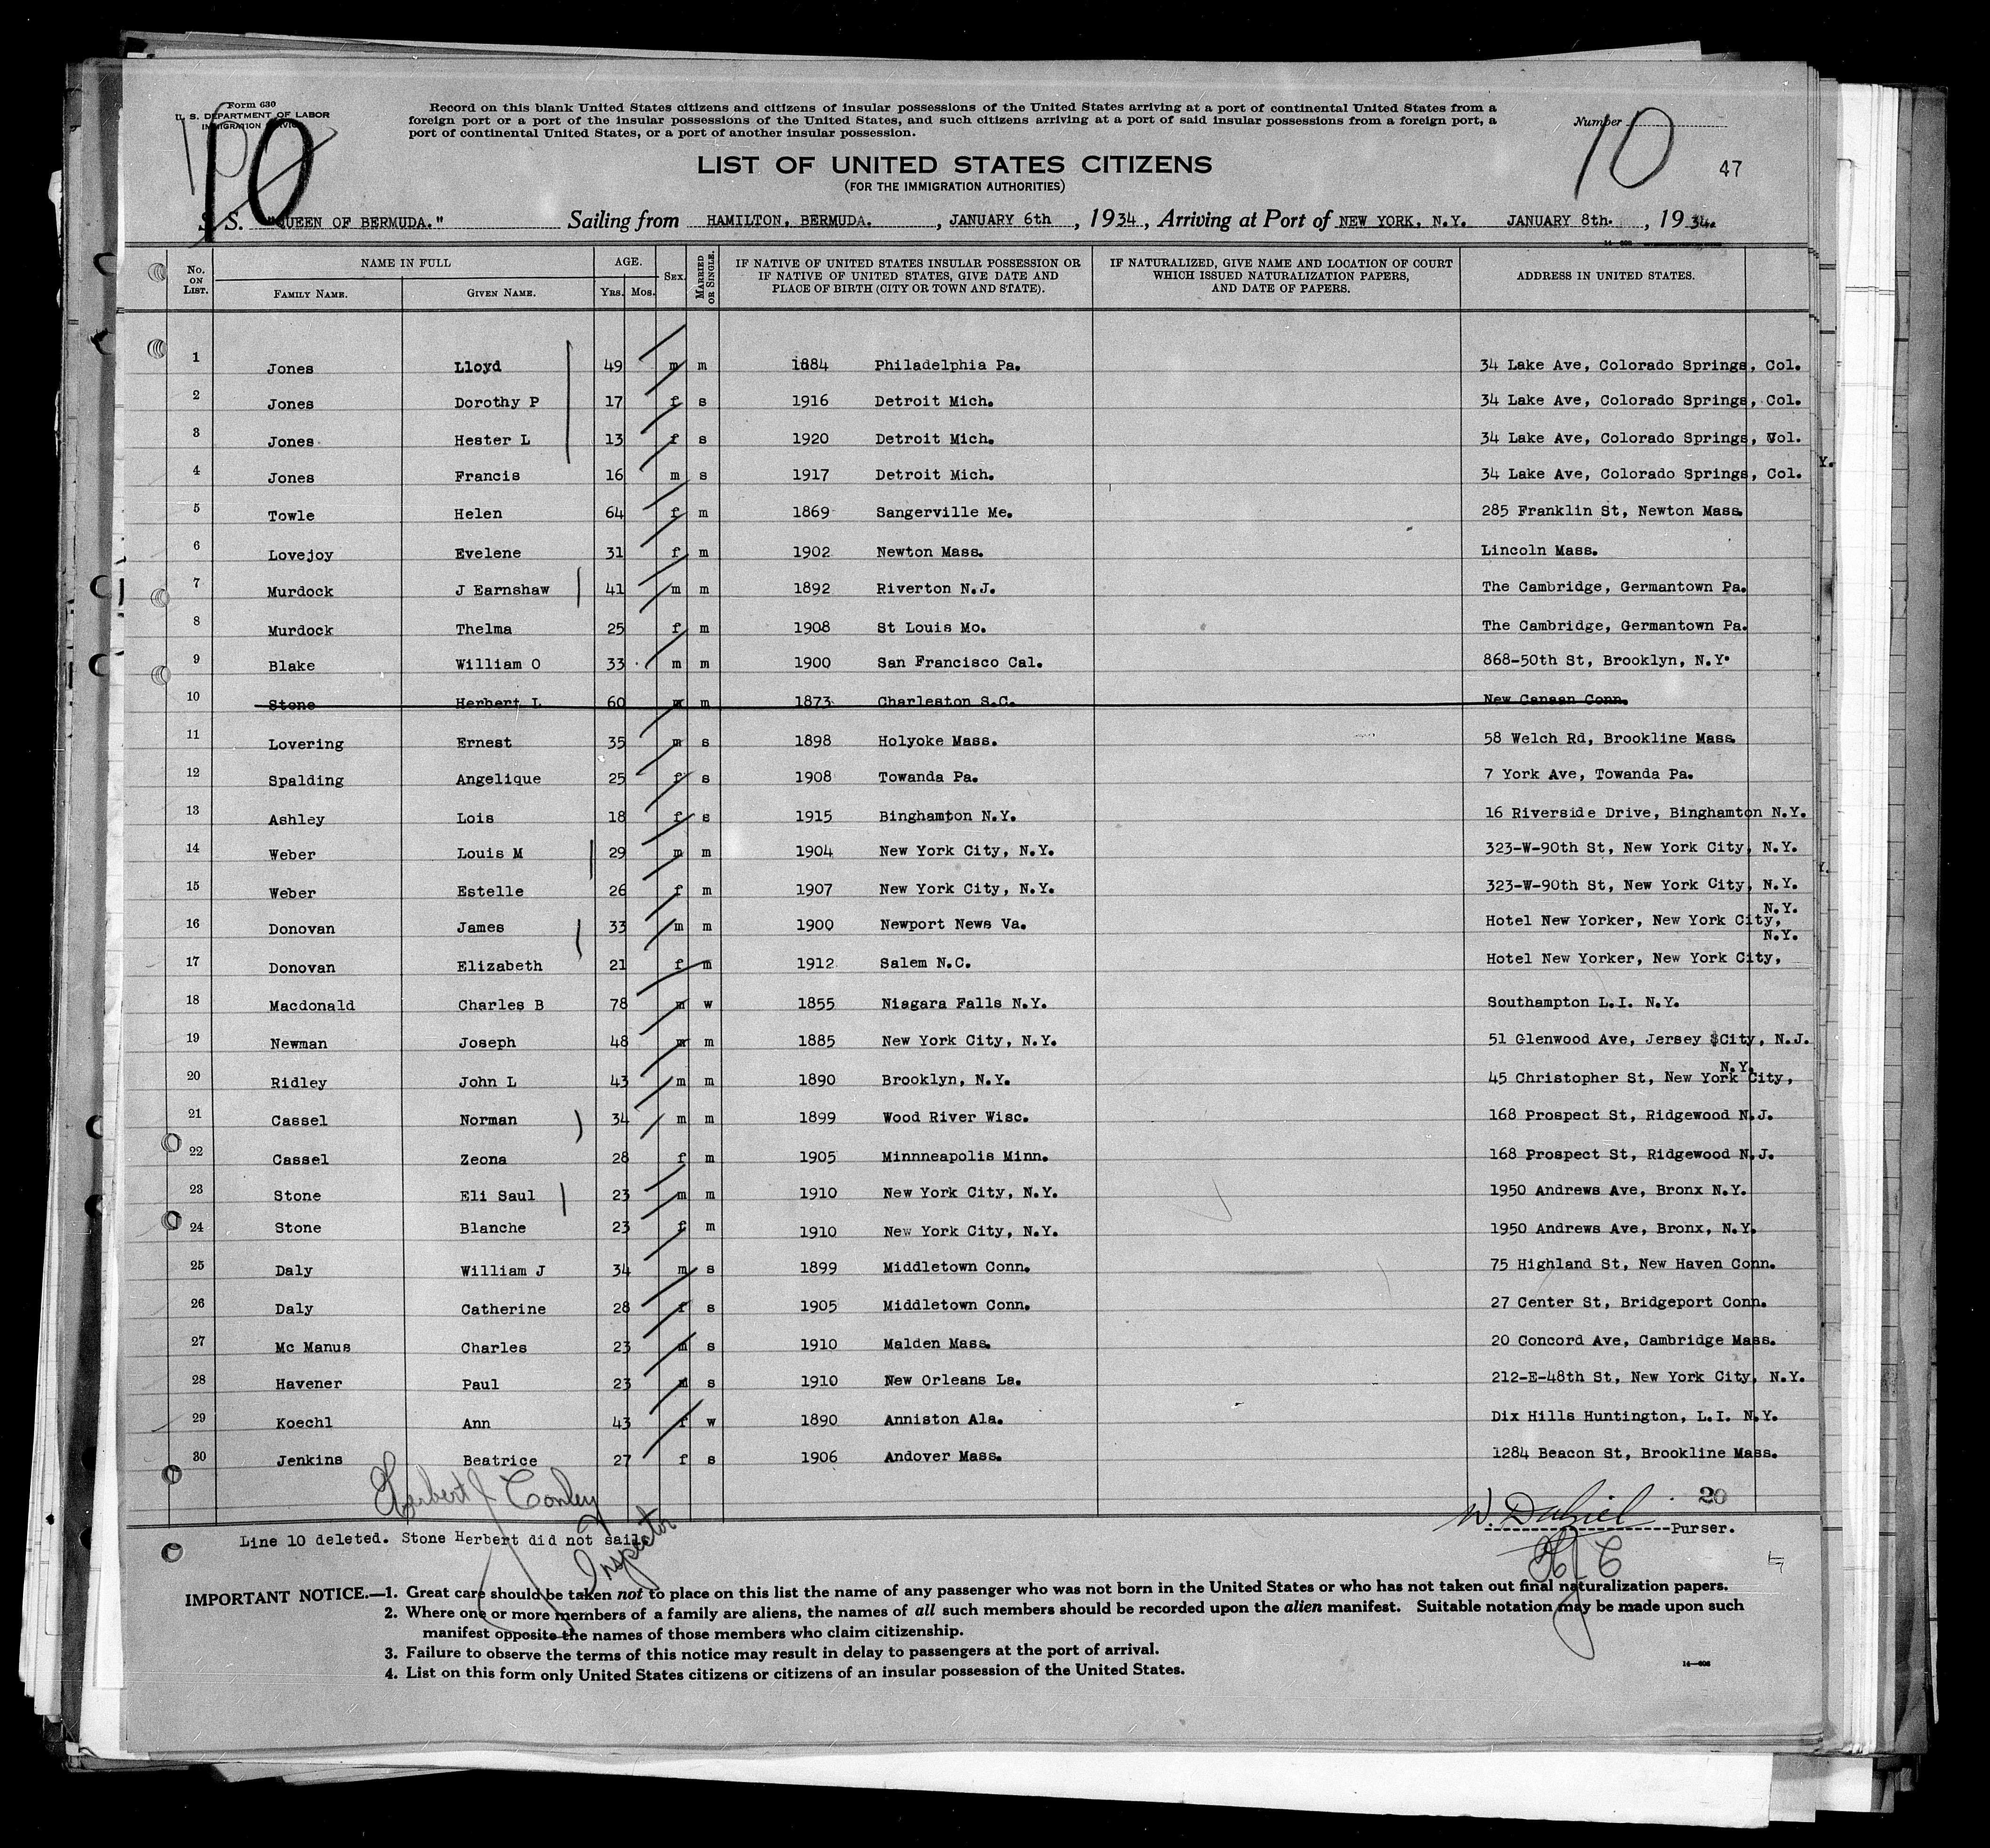 Form 630
U. S. DEPARTMENT OF LABOR
IMMIGRATION SERVICE
10
Record on this blank United States citizens and citizens of insular possessions of the United States arriving at a port of continental United States from a
foreign port or a port of the insular possessions of the United States, and such citizens arriving at a port of said insular possessions from a foreign port, a
port of continental United States, or a port of another insular possession.
Number 10
47
LIST OF UNITED STATES CITIZENS
(FOR THE IMMIGRATION AUTHORITIES)
S. S. "QUEEN OF BERMUDA." Sailing from HAMILTON, BERMUDA. , JANUARY 6th , 1934, Arriving at Port of NEW YORK, N.Y. JANUARY 8th. , 1934.
No. ON LIST. NAME IN FULL FAMILY NAME. GIVEN NAME. AGE. Yrs. Mos. SEX MARRIED OR SINGLE. IF NATIVE OF UNITED STATES INSULAR POSSESSION OR IF NATIVE OF UNITED STATES, GIVE DATE AND PLACE OF BIRTH (CITY OR TOWN AND STATE). IF NATURALIZED, GIVE NAME AND LOCATION OF COURT WHICH ISSUED NATURALIZATION PAPERS, AND DATE OF PAPERS. ADDRESS IN UNITED STATES.
1 Jones Lloyd 49 m m 1884 Philadelphia Pa. 34 Lake Ave, Colorado Springs, Col.
2 Jones Dorothy P 17 f s 1916 Detroit Mich. 34 Lake Ave, Colorado Springs, Col.
3 Jones Hester L 13 f s 1920 Detroit Mich. 34 Lake Ave, Colorado Springs, Col.
4 Jones Francis 16 m s 1917 Detroit Mich. 34 Lake Ave, Colorado Springs, Col.
5 Towle Helen 64 f m 1869 Sangerville Me. 285 Franklin St, Newton Mass.
6 Lovejoy Evelene 31 f m 1902 Newton Mass. Lincoln Mass.
7 Murdock J Earnshaw 41 m m 1892 Riverton N.J. The Cambridge, Germantown Pa.
8 Murdock Thelma 25 f m 1908 St Louis Mo. The Cambridge, Germantown Pa.
9 Blake William O 33 m m 1900 San Francisco Cal. 868-50th St, Brooklyn, N.Y.
10 Stone Herbert L 60 m m 1873 Charleston S.C. New Canaan Conn.
11 Lovering Ernest 35 m s 1898 Holyoke Mass. 58 Welch Rd, Brookline Mass.
12 Spalding Angelique 25 f s 1908 Towanda Pa. 7 York Ave, Towanda Pa.
13 Ashley Lois 18 f s 1915 Binghamton N.Y. 16 Riverside Drive, Binghamton N.Y.
14 Weber Louis M 29 m m 1904 New York City, N.Y. 323-W-90th St, New York City, N.Y.
15 Weber Estelle 26 f m 1907 New York City, N.Y. 323-W-90th St, New York City, N.Y.
16 Donovan James 33 m m 1900 Newport News Va. Hotel New Yorker, New York City, N.Y.
17 Donovan Elizabeth 21 f m 1912 Salem N.C. Hotel New Yorker, New York City, N.Y.
18 Macdonald Charles B 78 m w 1855 Niagara Falls N.Y. Southampton L.I. N.Y.
19 Newman Joseph 48 m m 1885 New York City, N.Y. 51 Glenwood Ave, Jersey City, N.J.
20 Ridley John L 43 m m 1890 Brooklyn, N.Y. 45 Christopher St, New York City, N.Y.
21 Cassel Norman 34 m m 1899 Wood River Wisc. 168 Prospect St, Ridgewood N.J.
22 Cassel Zeona 28 f m 1905 Minnneapolis Minn. 168 Prospect St, Ridgewood N.J.
23 Stone Eli Saul 23 m m 1910 New York City, N.Y. 1950 Andrews Ave, Bronx N.Y.
24 Stone Blanche 23 f m 1910 New York City, N.Y. 1950 Andrews Ave, Bronx, N.Y.
25 Daly William J 34 m s 1899 Middletown Conn. 75 Highland St, New Haven Conn.
26 Daly Catherine 28 f s 1905 Middletown Conn. 27 Center St, Bridgeport Conn.
27 Mc Manus Charles 23 m s 1910 Malden Mass. 20 Concord Ave, Cambridge Mass.
28 Havener Paul 23 m s 1910 New Orleans La. 212-E-48th St, New York City, N.Y.
29 Koechl Ann 43 f w 1890 Anniston Ala. Dix Hills Huntington, L.I. N.Y.
30 Jenkins Beatrice 27 f s 1906 Andover Mass. 1284 Beacon St, Brookline Mass.
Herbert J Conley
Inspector
20
W. Dalziel Purser.
HJC
Line 10 deleted. Stone Herbert did not sail.
IMPORTANT NOTICE.—1. Great care should be taken not to place on this list the name of any passenger who was not born in the United States or who has not taken out final naturalization papers.
2. Where one or more members of a family are aliens, the names of all such members should be recorded upon the alien manifest. Suitable notation may be made upon such
manifest opposite the names of those members who claim citizenship.
3. Failure to observe the terms of this notice may result in delay to passengers at the port of arrival.
4. List on this form only United States citizens or citizens of an insular possession of the United States.